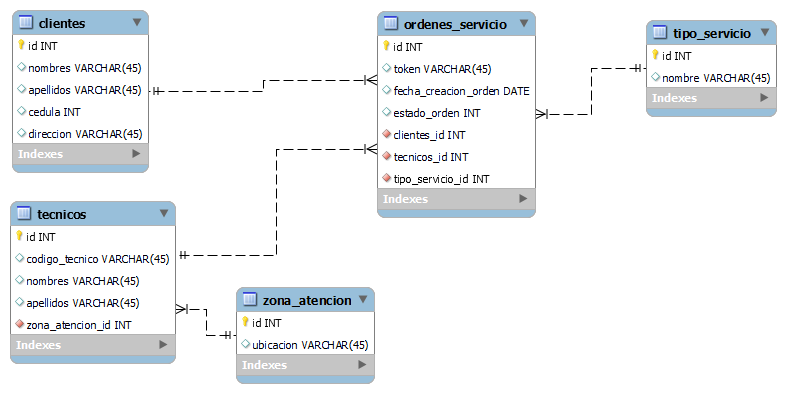 clientes
id INT
nombres VARCHAR(45)
apellidos VARCHAR(45)
cedula INT
direccion VARCHAR(45)
Indexes
ordenes_servicio
id INT
token VARCHAR(45)
fecha_creacion_orden DATE
estado_orden INT
clientes_id INT
tecnicos_id INT
tipo_servicio_id INT
Indexes
tipo_servicio
id INT
nombre VARCHAR(45)
Indexes
tecnicos
id INT
codigo_tecnico VARCHAR(45)
nombres VARCHAR(45)
apellidos VARCHAR(45)
zona_atencion_id INT
Indexes
zona_atencion
id INT
ubicacion VARCHAR(45)
Indexes